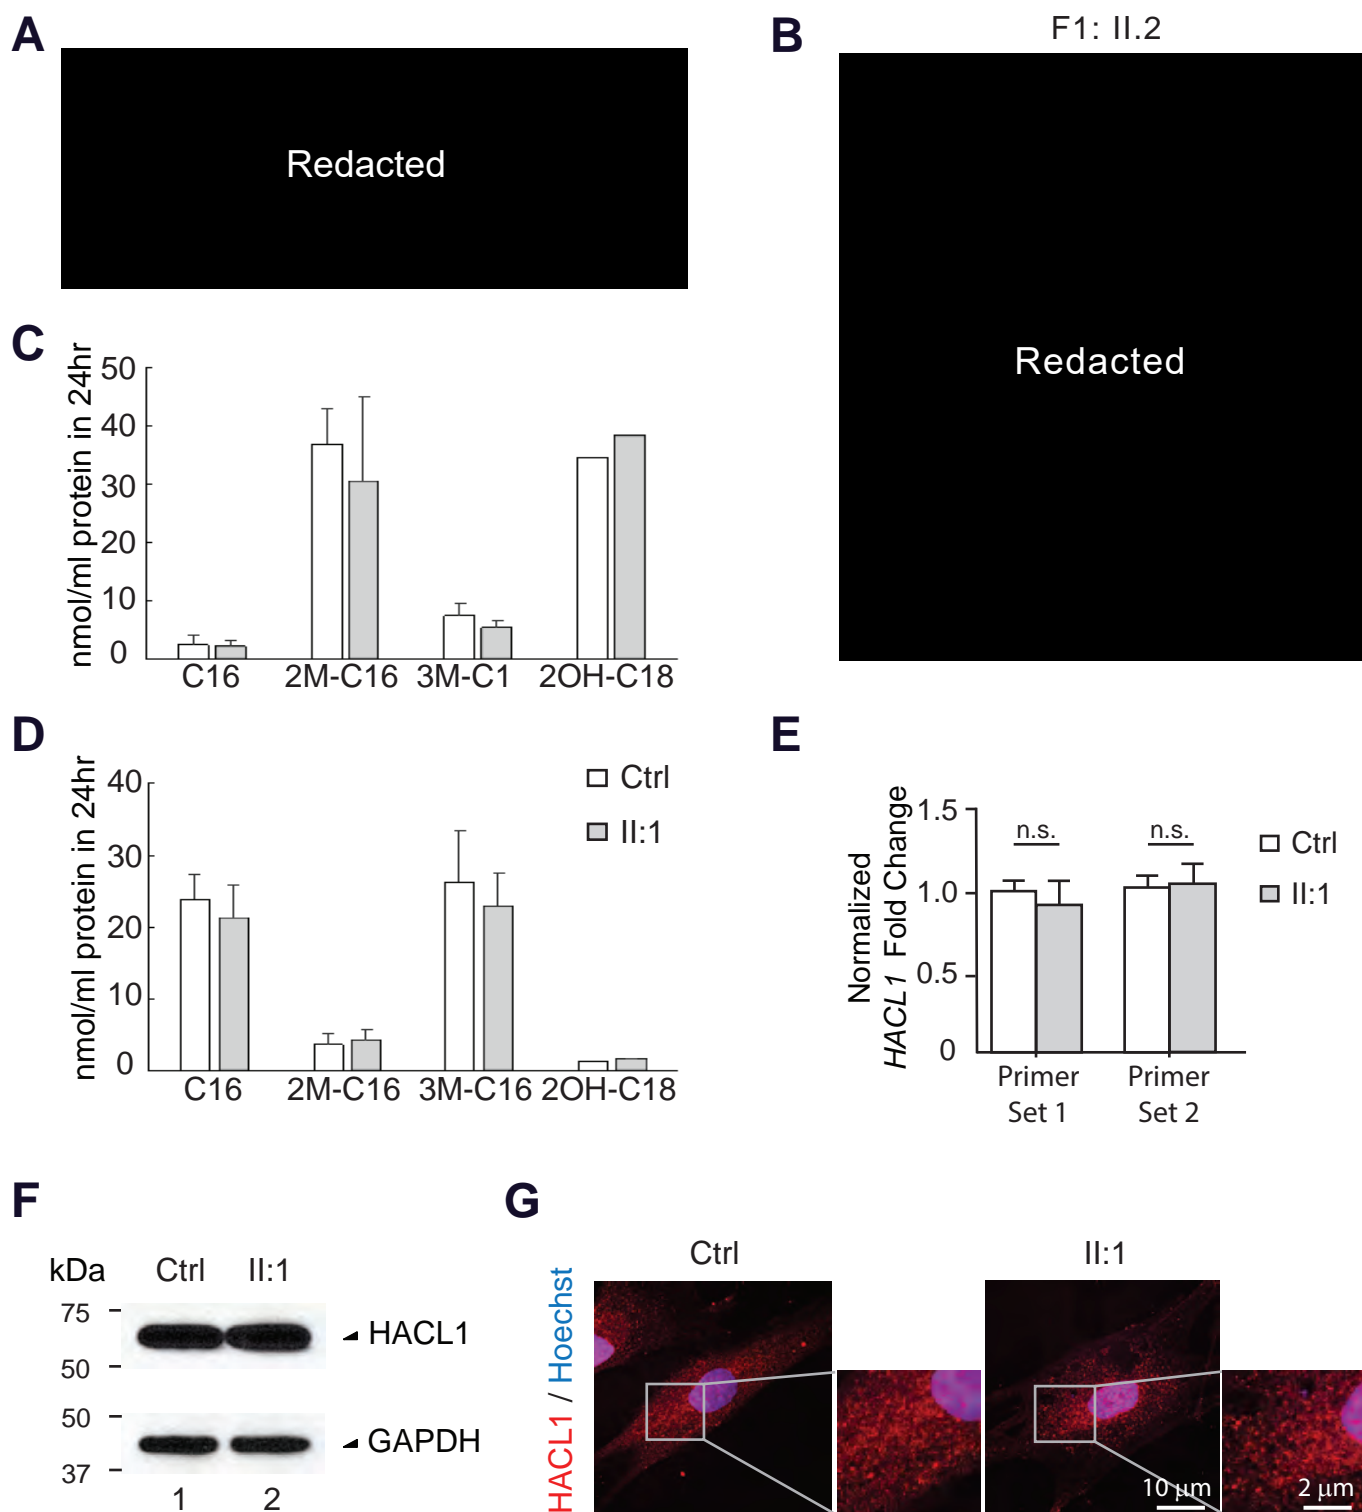 A
Redacted
B
F1: II.2
Redacted
C
nmol/ml protein in 24hr
50
40
30
20
10
0
C16
2M-C16
3M-C1
2OH-C18
D
nmol/ml protein in 24hr
40
30
20
10
0
C16
2M-C16
3M-C16
2OH-C18
Ctrl
II:1
E
Normalized
HACL1 Fold Change
1.5
1.0
0.5
0
n.s.
n.s.
Primer
Set 1
Primer
Set 2
Ctrl
II:1
F
kDa
Ctrl
II:1
75
50
HACL1
50
37
GAPDH
1
2
G
HACL1 / Hoechst
Ctrl
II:1
10 μm
2 μm